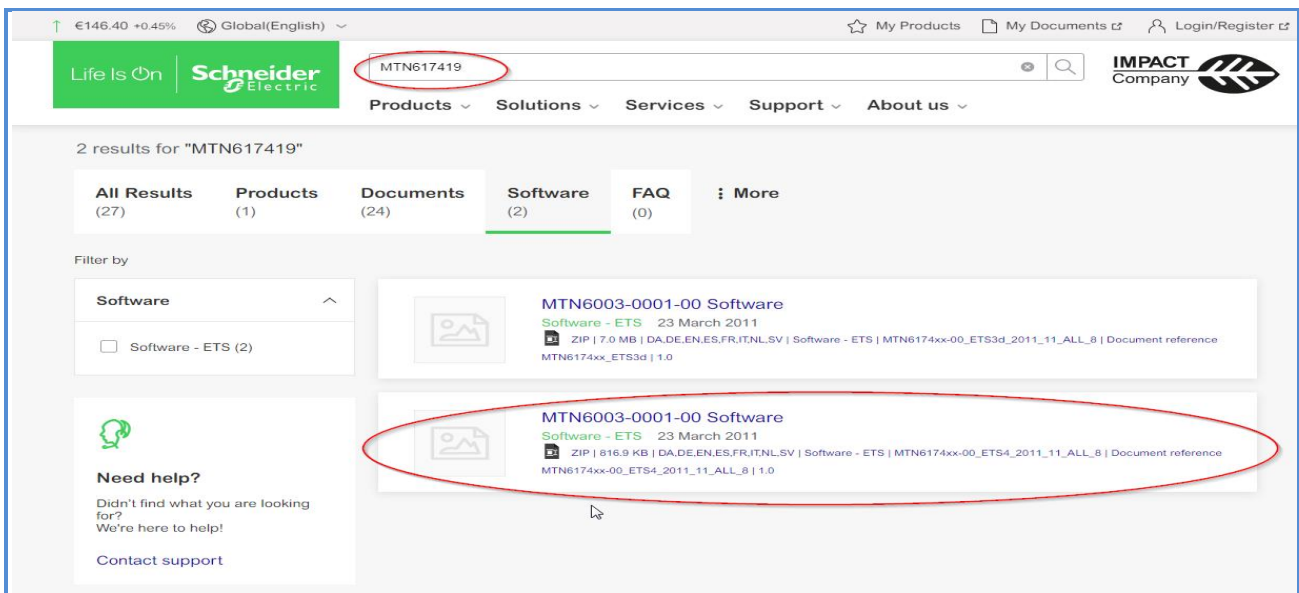 ↑ €146.40 +0.45% Global(English)
My Products My Documents Login/Register
Life Is On Schneider Electric
MTN617419
IMPACT Company
Products Solutions Services Support About us
2 results for "MTN617419"
All Results (27) Products (1) Documents (24) Software (2) FAQ (0) More
Filter by
Software
Software - ETS (2)
Need help?
Didn't find what you are looking
for?
We're here to help!
Contact support
MTN6003-0001-00 Software
Software - ETS 23 March 2011
ZIP | 7.0 MB | DA,DE,EN,ES,FR,IT,NL,SV | Software - ETS | MTN6174xx-00_ETS3d_2011_11_ALL_8 | Document reference
MTN6174xx_ETS3d | 1.0
MTN6003-0001-00 Software
Software - ETS 23 March 2011
ZIP | 816.9 KB | DA,DE,EN,ES,FR,IT,NL,SV | Software - ETS | MTN6174xx-00_ETS4_2011_11_ALL_8 | Document reference
MTN6174xx-00_ETS4_2011_11_ALL_8 | 1.0